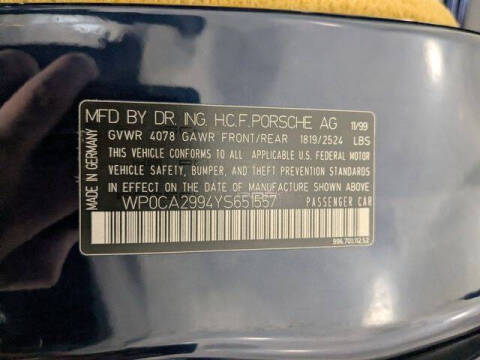 MFD BY DR. ING. H.C.F. PORSCHE AG 11/99
GVWR 4078 GAWR FRONT/REAR 1819/2524 LBS
THIS VEHICLE CONFORMS TO ALL APPLICABLE U.S. FEDERAL MOTOR
VEHICLE SAFETY, BUMPER, AND THEFT PREVENTION STANDARDS
IN EFFECT ON THE DATE OF MANUFACTURE SHOWN ABOVE
WP0CA2994YS651557 PASSENGER CAR
MADE IN GERMANY